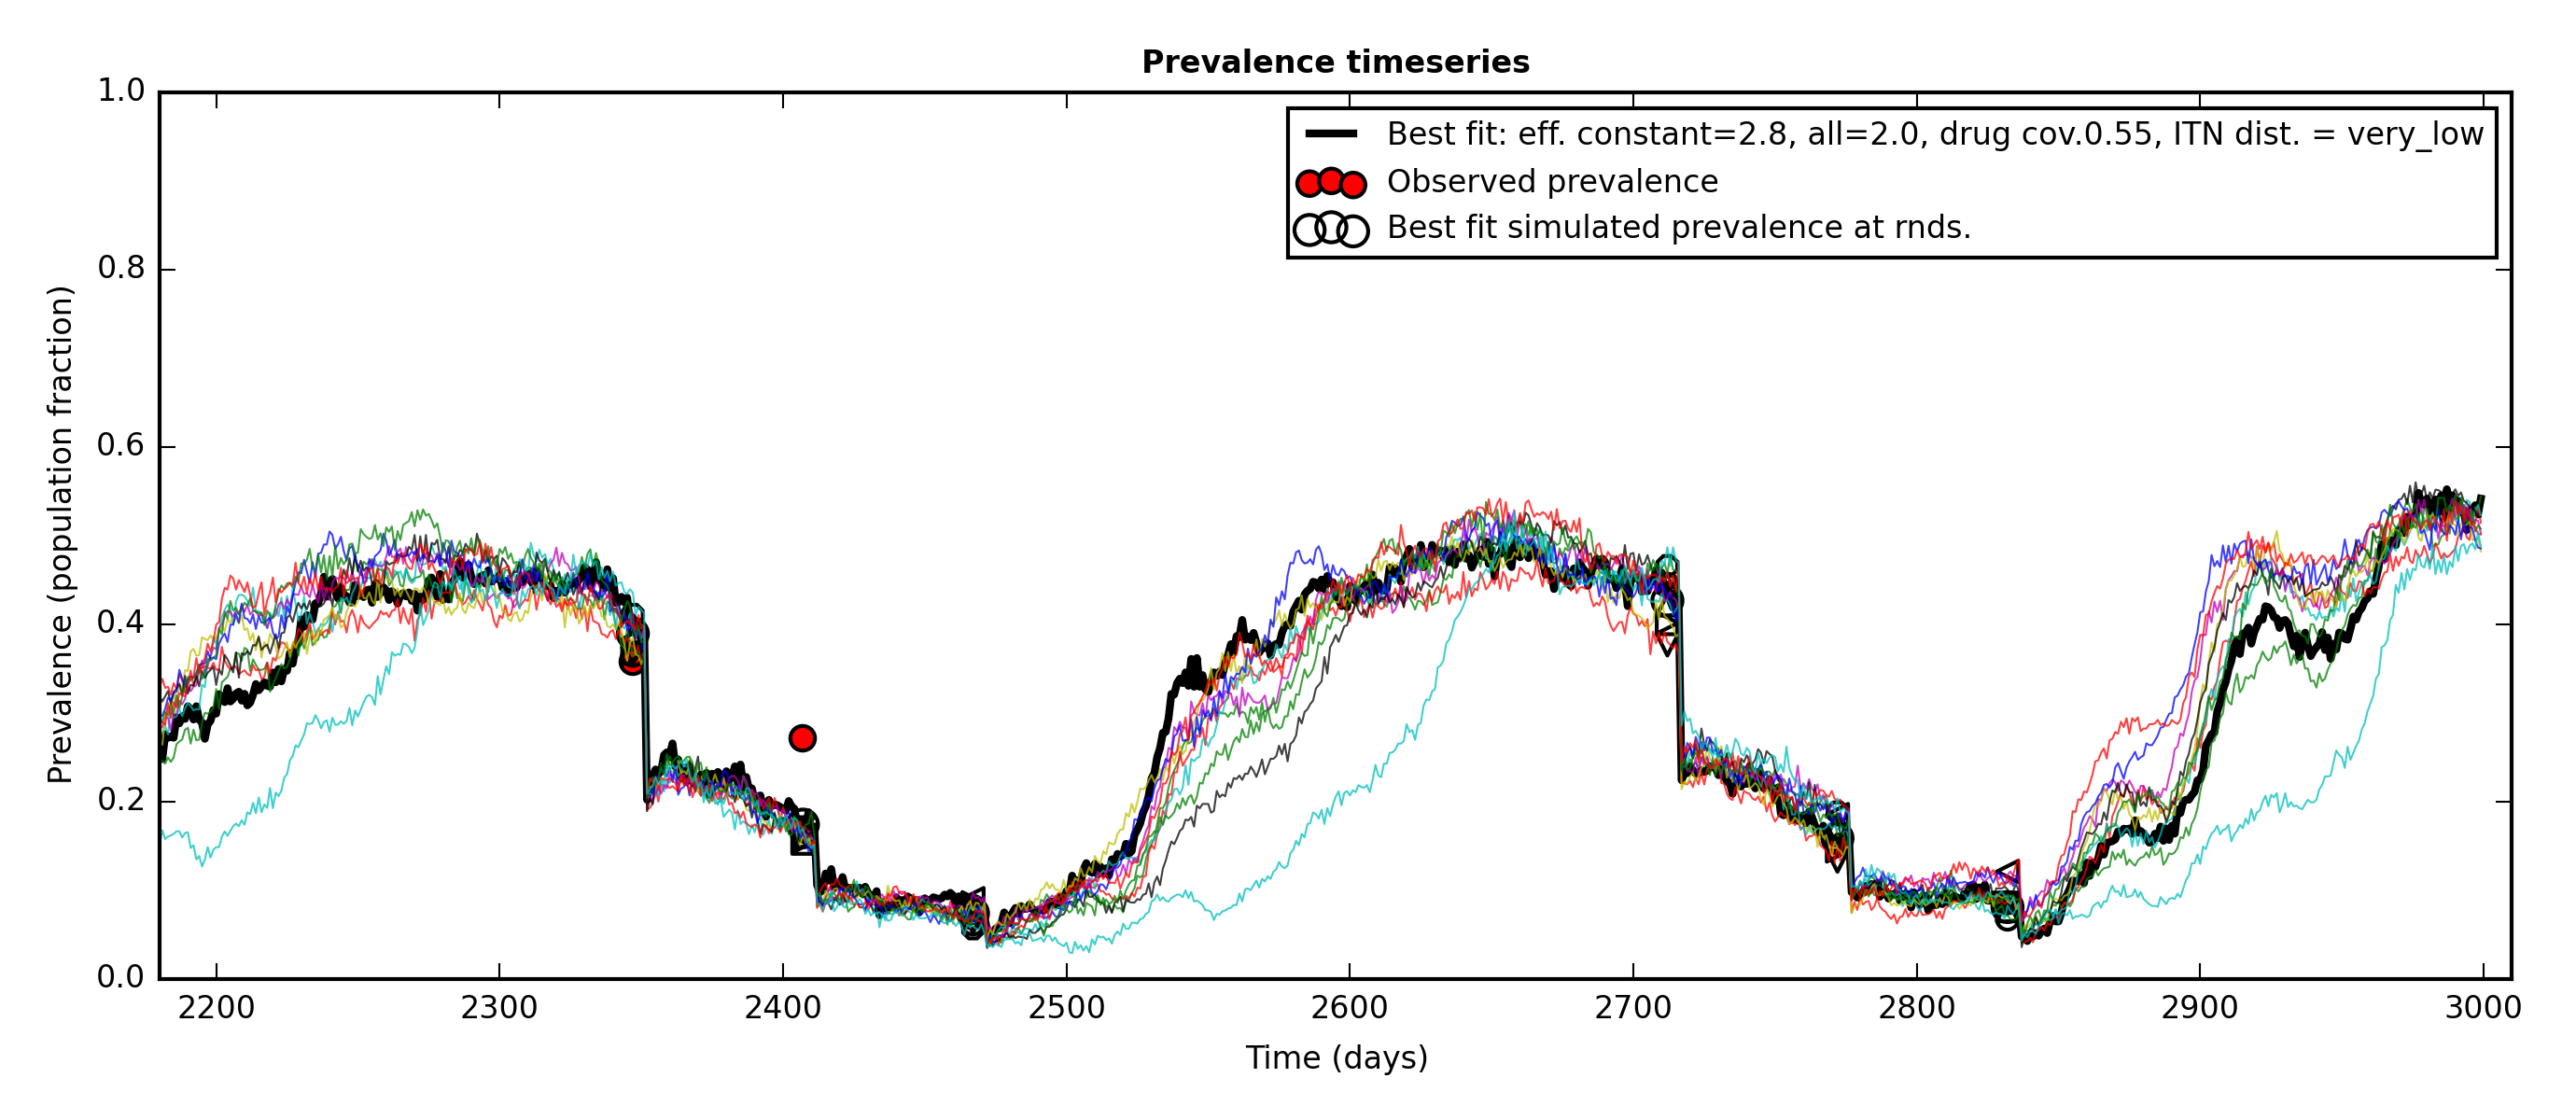 Prevalence timeseries
Best fit: eff. constant=2.8, all=2.0, drug cov.0.55, ITN dist. = very_low
Observed prevalence
Best fit simulated prevalence at rnds.
Prevalence (population fraction)
1.0
0.8
0.6
0.4
0.2
0.0
2200 2300 2400 2500 2600 2700 2800 2900 3000
Time (days)